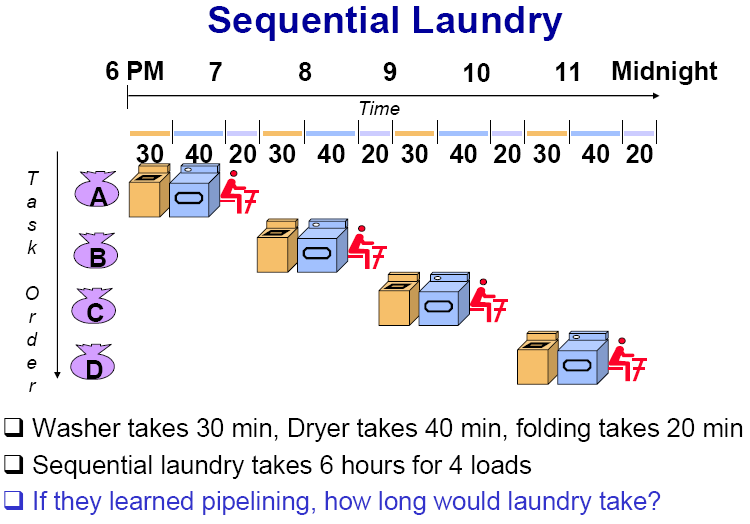 Sequential Laundry
6 PM 7 8 9 10 11 Midnight
Time
30 40 20 30 40 20 30 40 20 30 40 20
Task Order
A
B
C
D
❑ Washer takes 30 min, Dryer takes 40 min, folding takes 20 min
❑ Sequential laundry takes 6 hours for 4 loads
❑ If they learned pipelining, how long would laundry take?